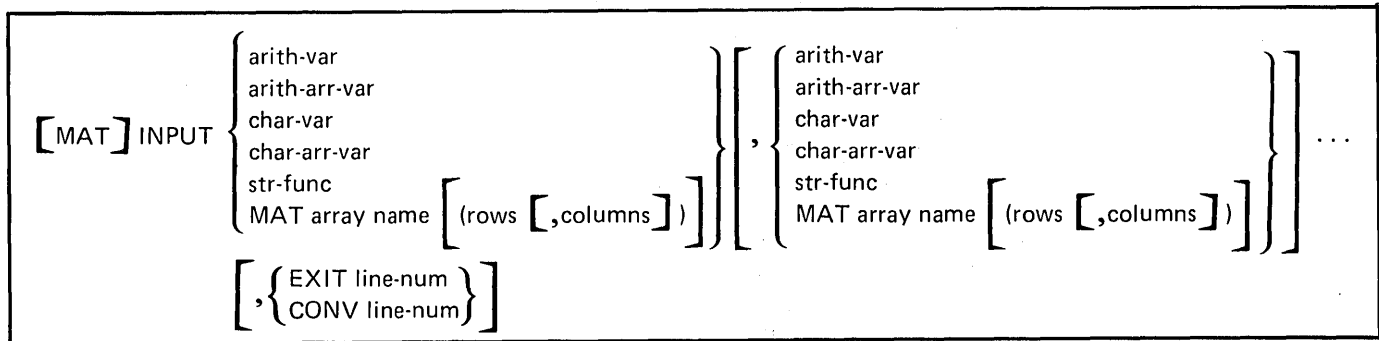 [MAT] INPUT { arith-var } [ , { arith-var } ] ...
arith-arr-var arith-arr-var
char-var char-var
char-arr-var char-arr-var
str-func str-func
MAT array name [(rows [,columns])] MAT array name [(rows [,columns])]
[ , { EXIT line-num
CONV line-num } ]